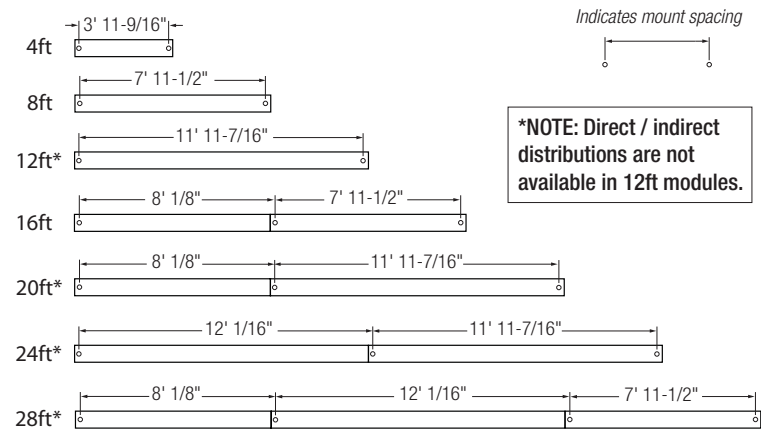 Indicates mount spacing
4ft 3' 11-9/16"
8ft 7' 11-1/2"
*NOTE: Direct / indirect
distributions are not
available in 12ft modules.
12ft* 11' 11-7/16"
16ft 8' 1/8" 7' 11-1/2"
20ft* 8' 1/8" 11' 11-7/16"
24ft* 12' 1/16" 11' 11-7/16"
28ft* 8' 1/8" 12' 1/16" 7' 11-1/2"